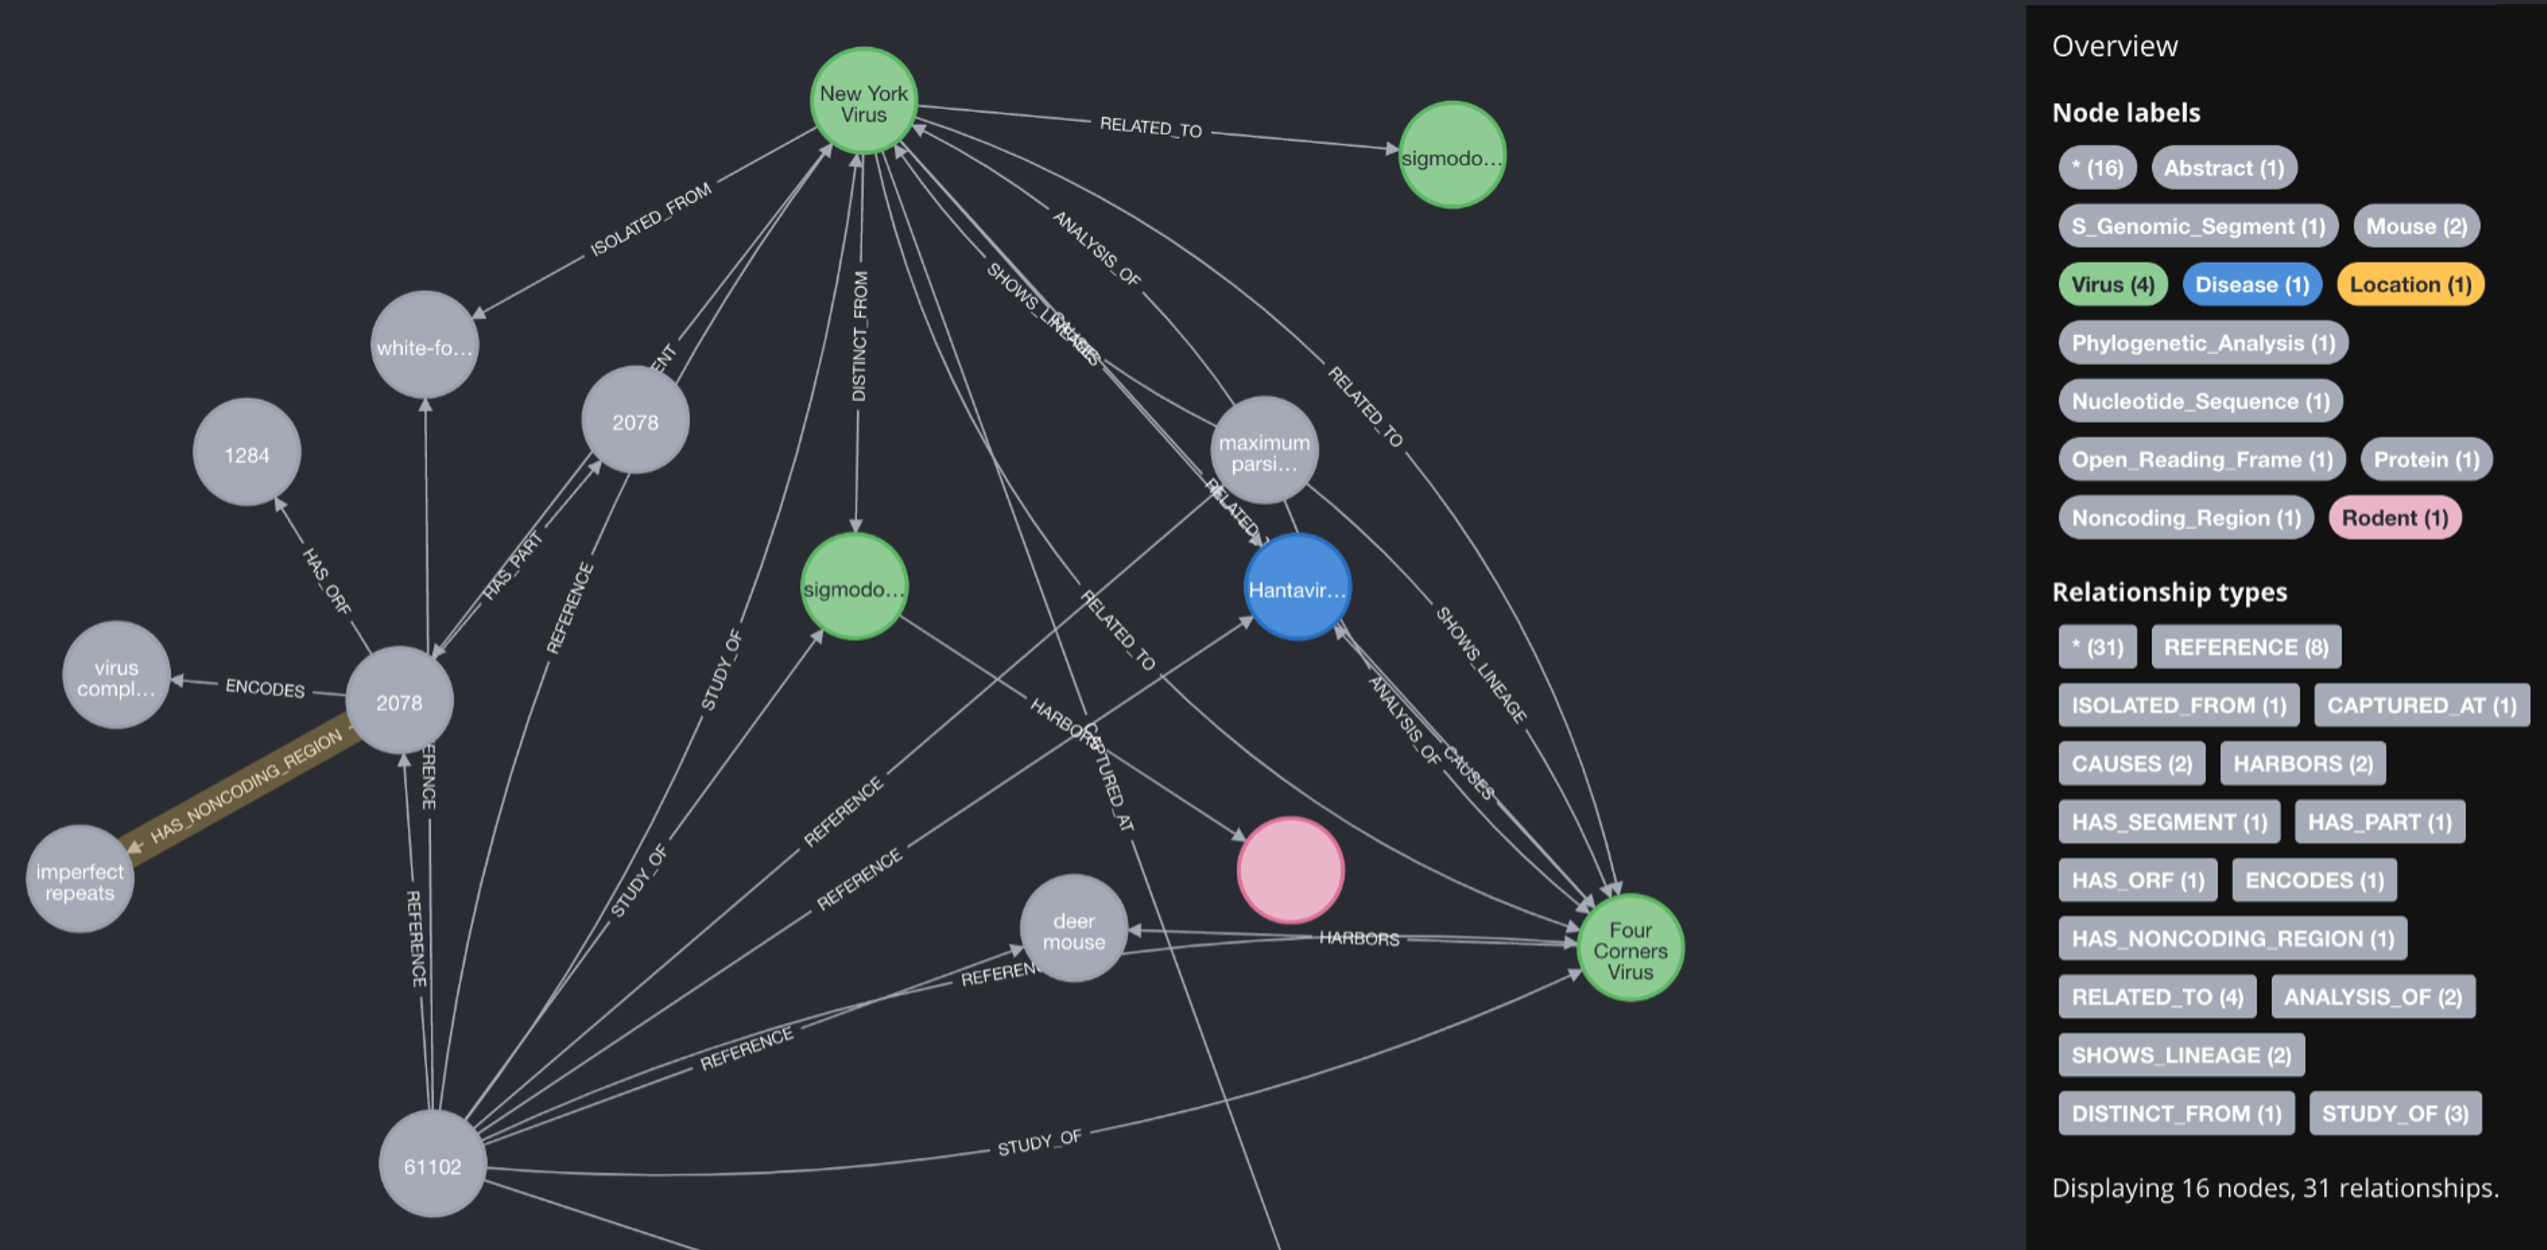 New York
Virus
RELATED_TO
sigmodo...
ISOLATED_FROM
ANALYSIS_OF
SHOWS_LINEAGE
DISTINCT_FROM
RELATED_TO
white-fo...
ENT
2078
1284
maximum
parsi...
HAS_PART
HAS_ORF
REFERENCE
sigmodo...
Hantavir...
RELATED_T
RELATED_TO
SHOWS_LINEAGE
STUDY_OF
virus
compl...
ENCODES
2078
HARBORS
CAPTURED_AT
ANALYSIS_OF
CAUSES
HAS_NONCODING_REGION
ERENCE
REFERENCE
STUDY_OF
REFERENCE
imperfect
repeats
REFERENCE
deer
mouse
HARBORS
Four
Corners
Virus
REFEREN
REFERENCE
STUDY_OF
61102
Overview
Node labels
* (16) Abstract (1)
S_Genomic_Segment (1) Mouse (2)
Virus (4) Disease (1) Location (1)
Phylogenetic_Analysis (1)
Nucleotide_Sequence (1)
Open_Reading_Frame (1) Protein (1)
Noncoding_Region (1) Rodent (1)
Relationship types
* (31) REFERENCE (8)
ISOLATED_FROM (1) CAPTURED_AT (1)
CAUSES (2) HARBORS (2)
HAS_SEGMENT (1) HAS_PART (1)
HAS_ORF (1) ENCODES (1)
HAS_NONCODING_REGION (1)
RELATED_TO (4) ANALYSIS_OF (2)
SHOWS_LINEAGE (2)
DISTINCT_FROM (1) STUDY_OF (3)
Displaying 16 nodes, 31 relationships.